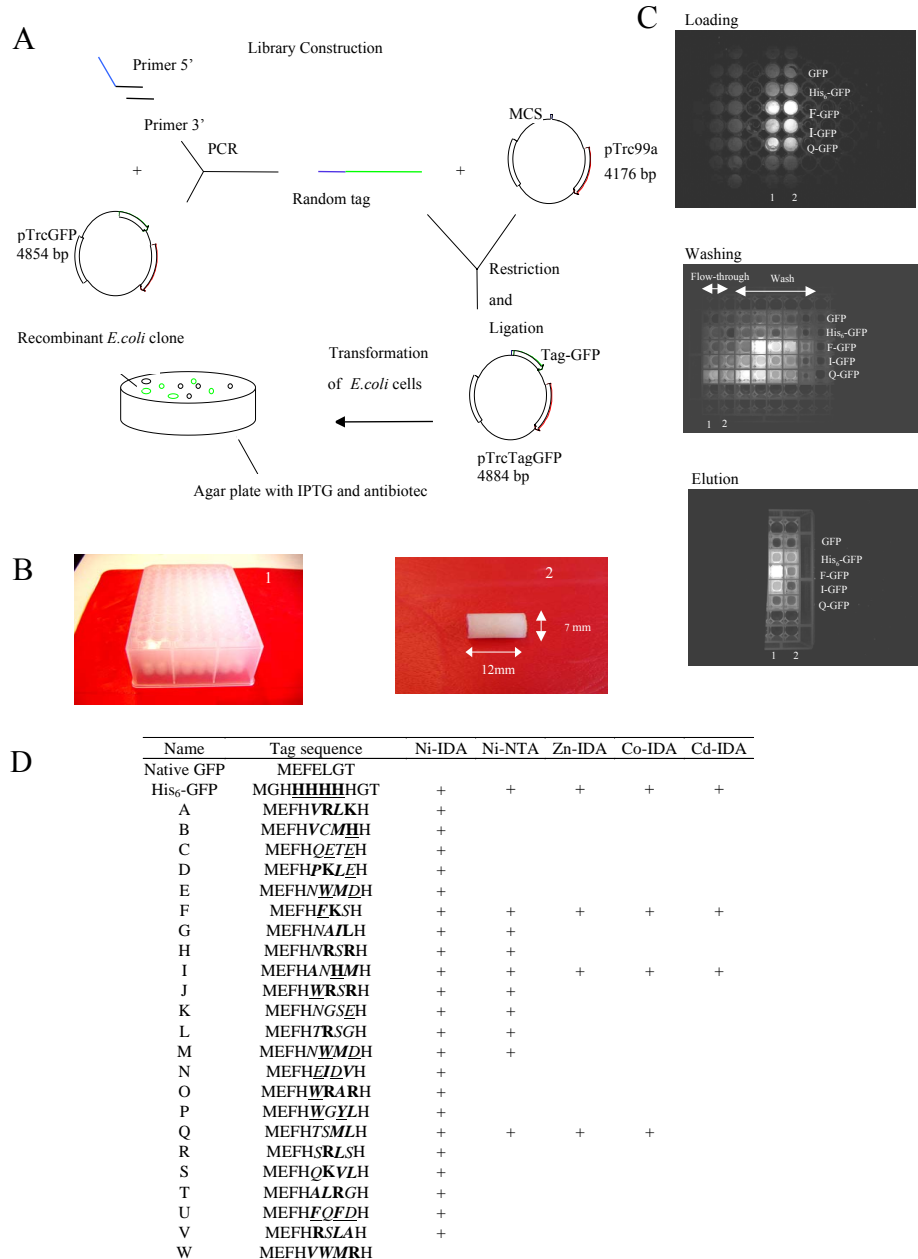 A
Library Construction
Primer 5’
Primer 3’
PCR
+
Random tag
+
MCS
pTrc99a
4176 bp
pTrcGFP
4854 bp
Restriction
and
Ligation
Recombinant E.coli clone
Transformation
of E.coli cells
Tag-GFP
pTrcTagGFP
4884 bp
Agar plate with IPTG and antibiotec
B
1
2
7 mm
12mm
C
Loading
GFP
His6-GFP
F-GFP
I-GFP
Q-GFP
1 2
Washing
Flow-through Wash
GFP
His6-GFP
F-GFP
I-GFP
Q-GFP
1 2
Elution
GFP
His6-GFP
F-GFP
I-GFP
Q-GFP
1 2
D
Name Tag sequence Ni-IDA Ni-NTA Zn-IDA Co-IDA Cd-IDA
Native GFP MEFELGT
His6-GFP MGHHHHHHGT + + + + +
A MEFHVRLKH +
B MEFHVCMHH +
C MEFHQETEH +
D MEFHPKLEH +
E MEFHNWMDH +
F MEFHFKSH + + + + +
G MEFHNAILH + +
H MEFHNRSRH + +
I MEFHANHMH + + + + +
J MEFHWRSRH + +
K MEFHNGSEH + +
L MEFHTRSGH + +
M MEFHNWMDH + +
N MEFHEIDVH +
O MEFHWRARH +
P MEFHWGYLH +
Q MEFHTSMLH + + + +
R MEFHSRLSH +
S MEFHQKVLH +
T MEFHALRGH +
U MEFHFQFDH +
V MEFHRSLAH +
W MEFHVWMRH